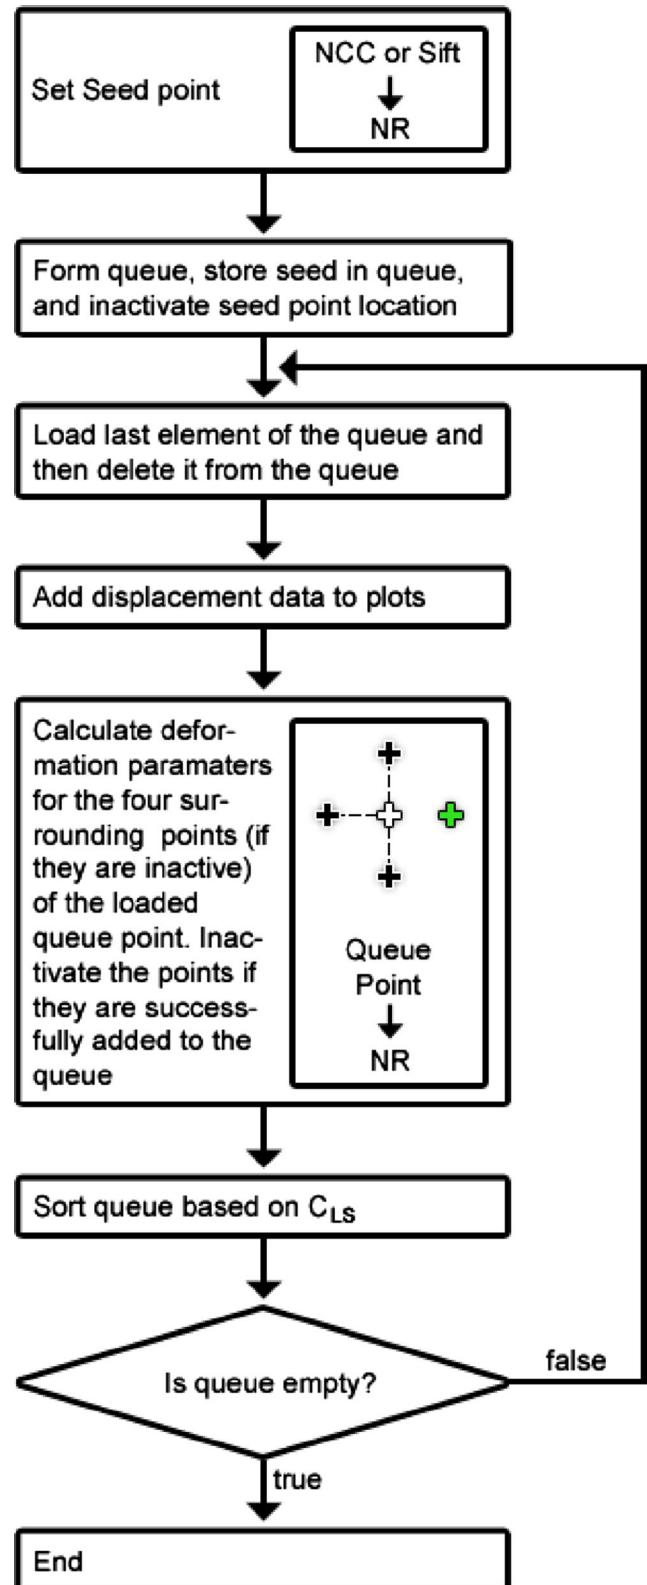 Set Seed point
NCC or Sift
NR
Form queue, store seed in queue,
and inactivate seed point location
Load last element of the queue and
then delete it from the queue
Add displacement data to plots
Calculate defor-
mation paramaters
for the four sur-
rounding points (if
they are inactive)
of the loaded
queue point. Inac-
tivate the points if
they are success-
fully added to the
queue
Queue
Point
NR
Sort queue based on CLS
Is queue empty?
false
true
End